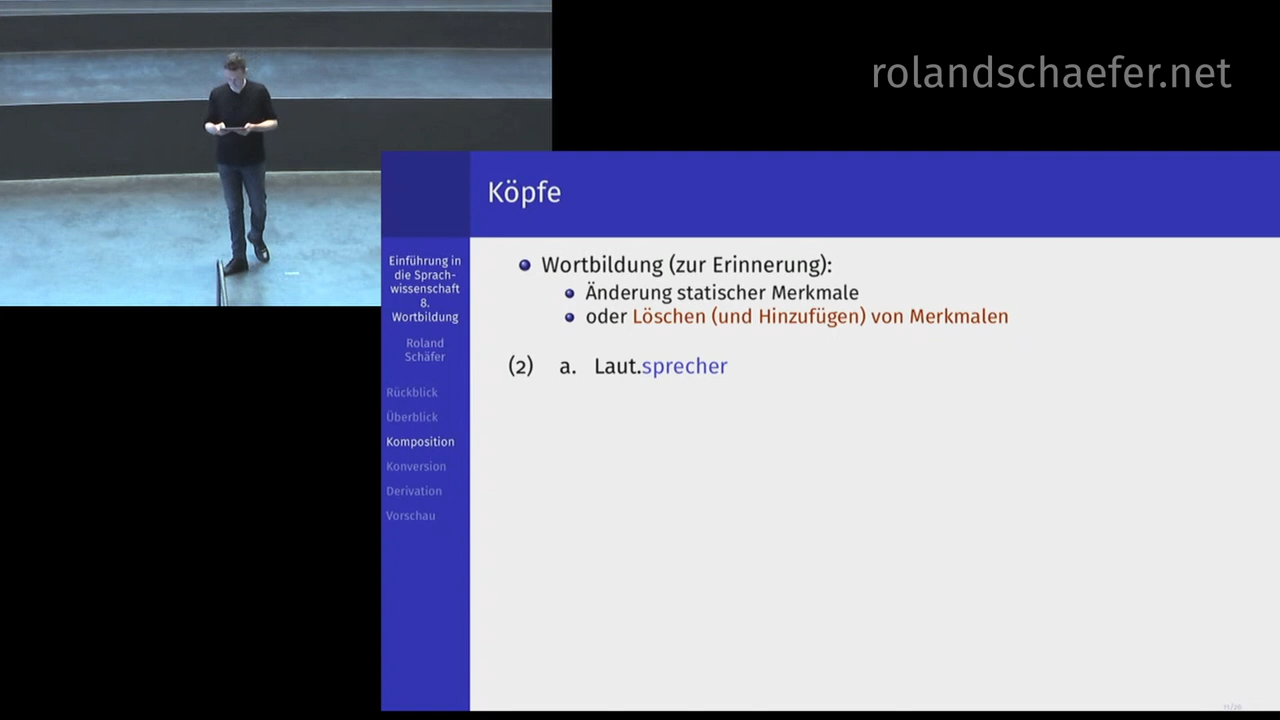 rolandschaefer.net
Köpfe
Einführung in
die Sprach-
wissenschaft
8.
Wortbildung
Roland
Schäfer
Rückblick
Überblick
Komposition
Konversion
Derivation
Vorschau
Wortbildung (zur Erinnerung):
Änderung statischer Merkmale
oder Löschen (und Hinzufügen) von Merkmalen
(2) a. Laut.sprecher